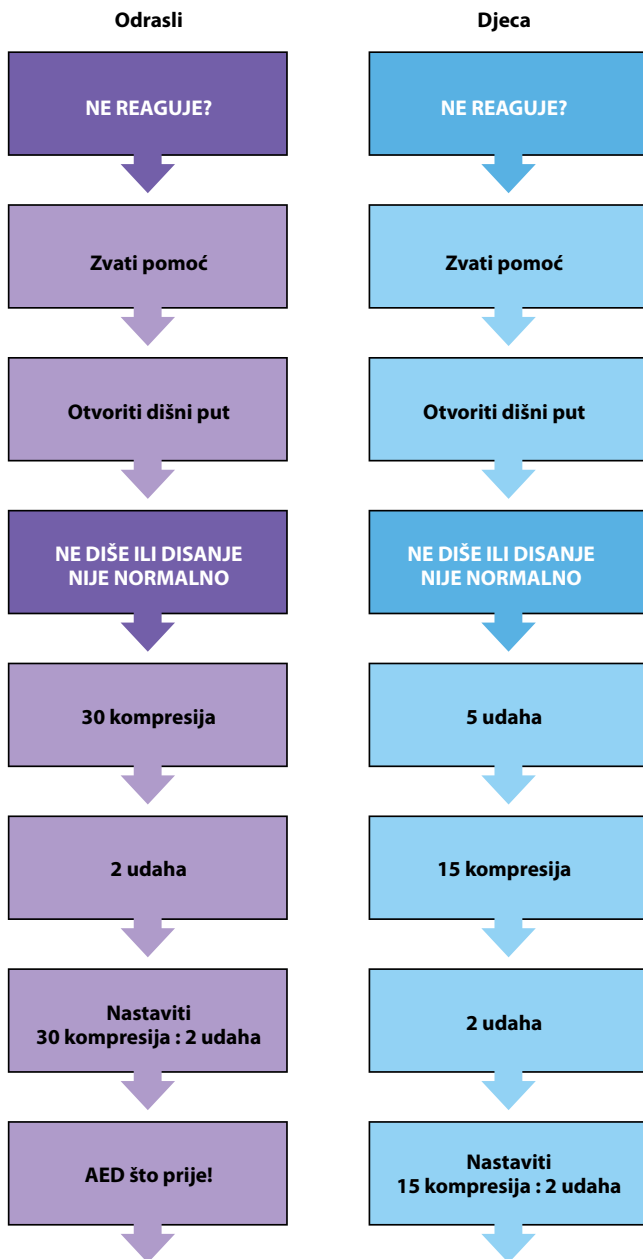 Odrasli
NE REAGUJE?
Zvati pomoć
Otvoriti dišni put
NE DIŠE ILI DISANJE
NIJE NORMALNO
30 kompresija
2 udaha
Nastaviti
30 kompresija : 2 udaha
AED što prije!
Djeca
NE REAGUJE?
Zvati pomoć
Otvoriti dišni put
NE DIŠE ILI DISANJE
NIJE NORMALNO
5 udaha
15 kompresija
2 udaha
Nastaviti
15 kompresija : 2 udaha